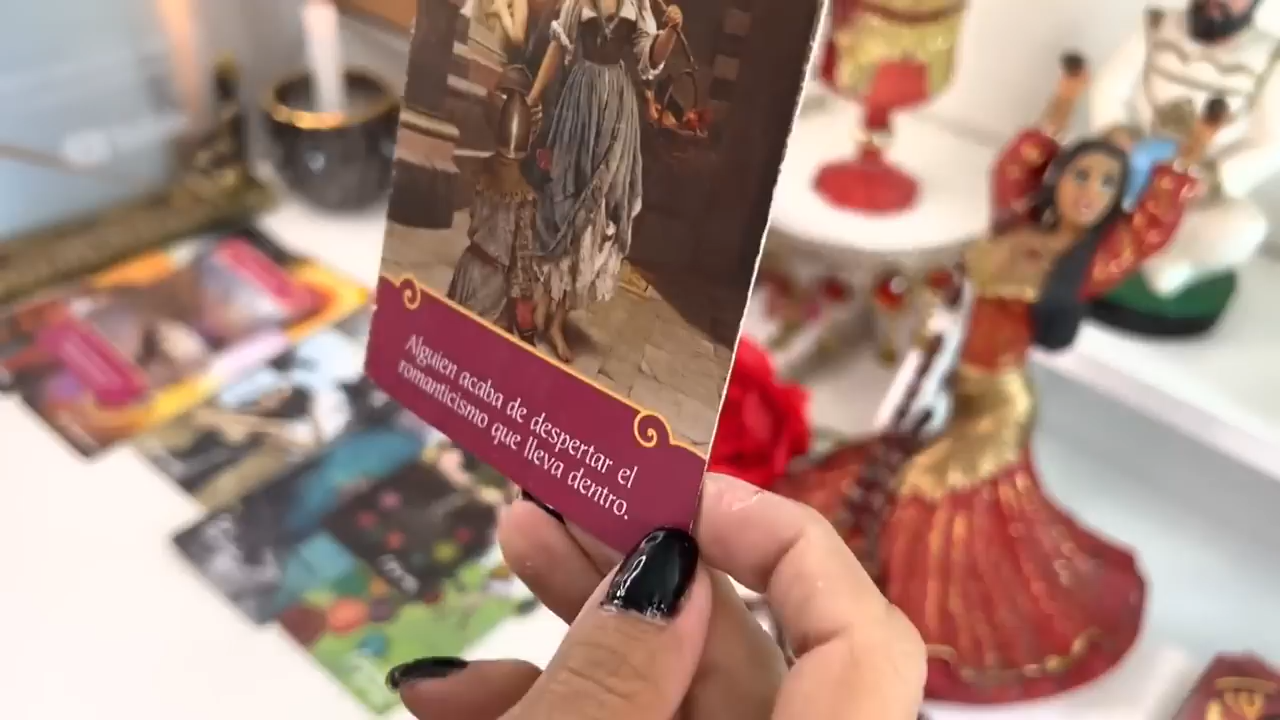 Alguien acaba de despertar el
romanticismo que lleva dentro.